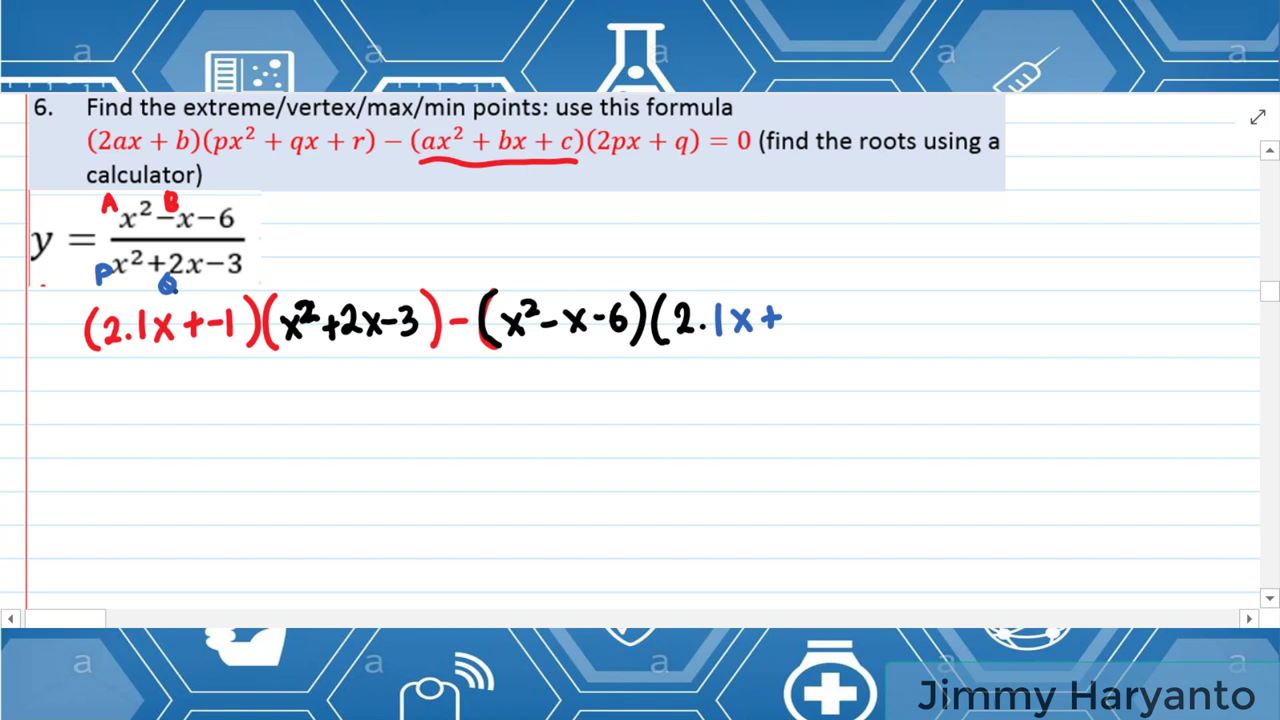 6. Find the extreme/vertex/max/min points: use this formula
(2ax + b)(px² + qx + r) − (ax² + bx + c)(2px + q) = 0 (find the roots using a
calculator)
A B
x²−x−6
y =
x²+2x−3
P Q
(2.1x + -1)(x²+2x-3) - (x²-x-6)(2.1x+
a a a a a
a a a
Jimmy Haryanto